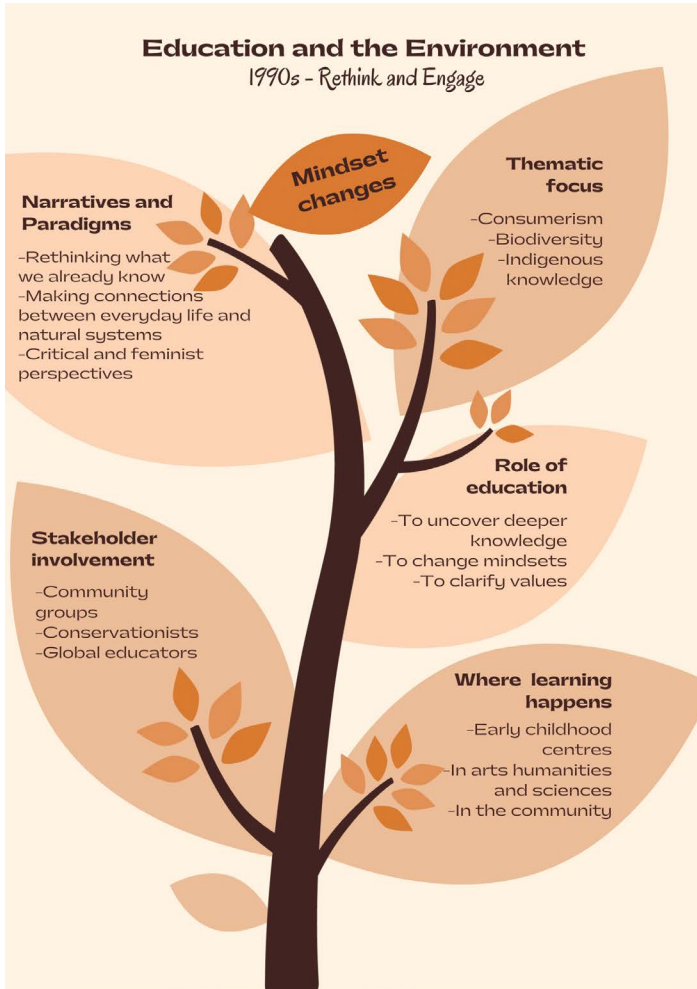 Education and the Environment
1990s - Rethink and Engage
Mindset
changes
Narratives and
Paradigms
-Rethinking what
we already know
-Making connections
between everyday life and
natural systems
-Critical and feminist
perspectives
Thematic
focus
-Consumerism
-Biodiversity
-Indigenous
knowledge
Role of
education
-To uncover deeper
knowledge
-To change mindsets
-To clarify values
Stakeholder
involvement
-Community
groups
-Conservationists
-Global educators
Where learning
happens
-Early childhood
centres
-In arts humanities
and sciences
-In the community